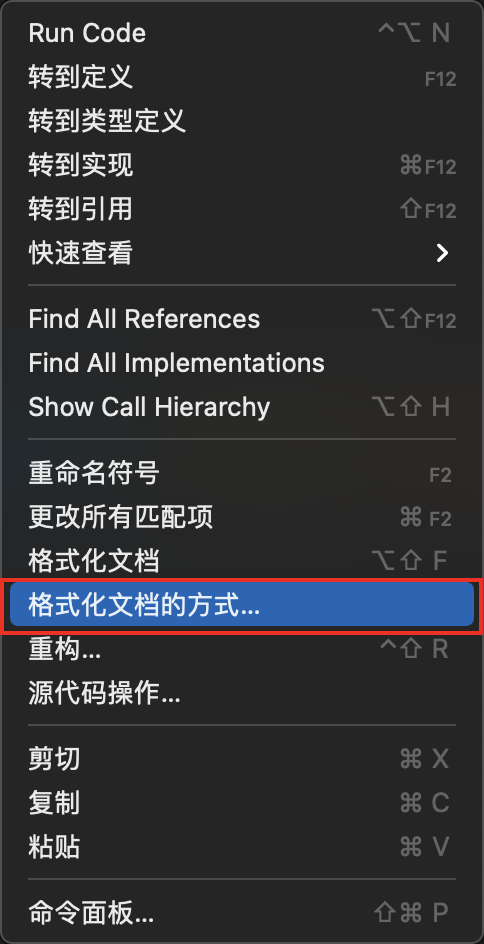 Run Code ^⌥ N
转到定义 F12
转到类型定义
转到实现 ⌘F12
转到引用 ⇧F12
快速查看
Find All References ⌥⇧F12
Find All Implementations
Show Call Hierarchy ⌥⇧ H
重命名符号 F2
更改所有匹配项 ⌘ F2
格式化文档 ⌥⇧ F
格式化文档的方式...
重构... ^⇧ R
源代码操作...
剪切 ⌘ X
复制 ⌘ C
粘贴 ⌘ V
命令面板... ⇧⌘ P